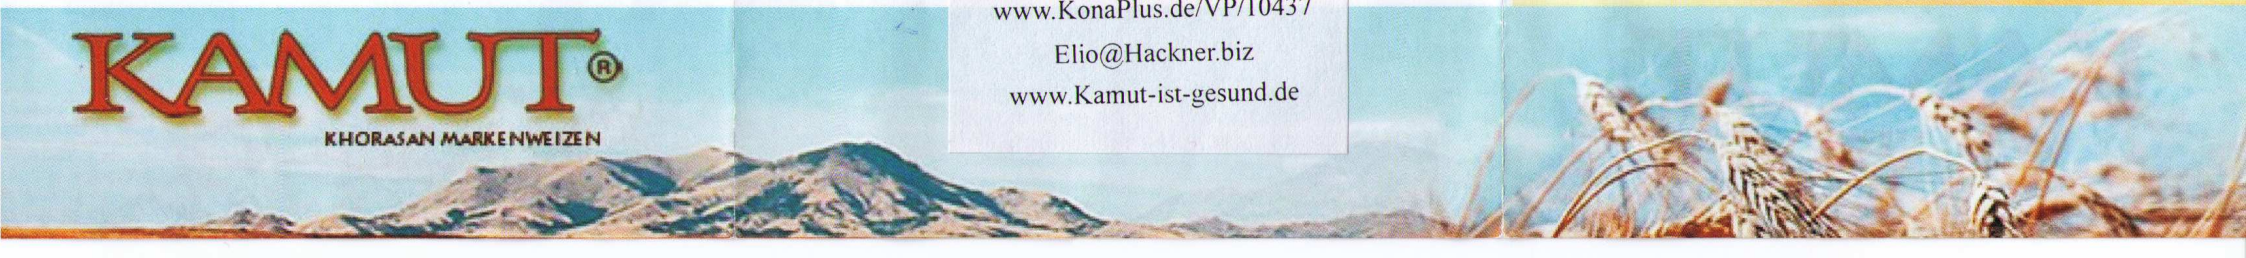 KAMUT®
KHORASAN MARKENWEIZEN
www.KonaPlus.de/VP/10437
Elio@Hackner.biz
www.Kamut-ist-gesund.de